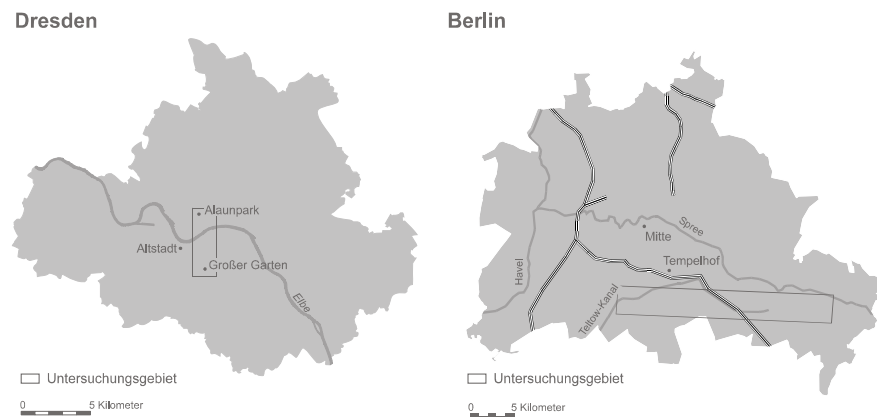 Dresden
Alaunpark
Altstadt
Großer Garten
Elbe
Untersuchungsgebiet
0 5 Kilometer
Berlin
Spree
Mitte
Tempelhof
Havel
Teltow-Kanal
Untersuchungsgebiet
0 5 Kilometer